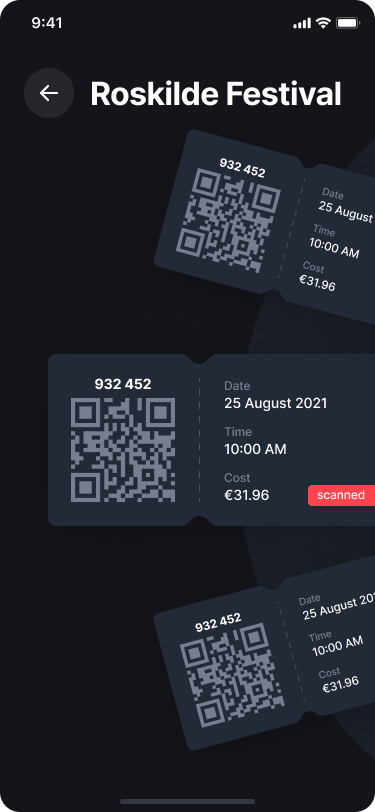 9:41
Roskilde Festival
932 452
Date
25 August
Time
10:00 AM
Cost
€31.96
932 452
Date
25 August 2021
Time
10:00 AM
Cost
€31.96
scanned
932 452
Date
25 August 202
Time
10:00 AM
Cost
€31.96